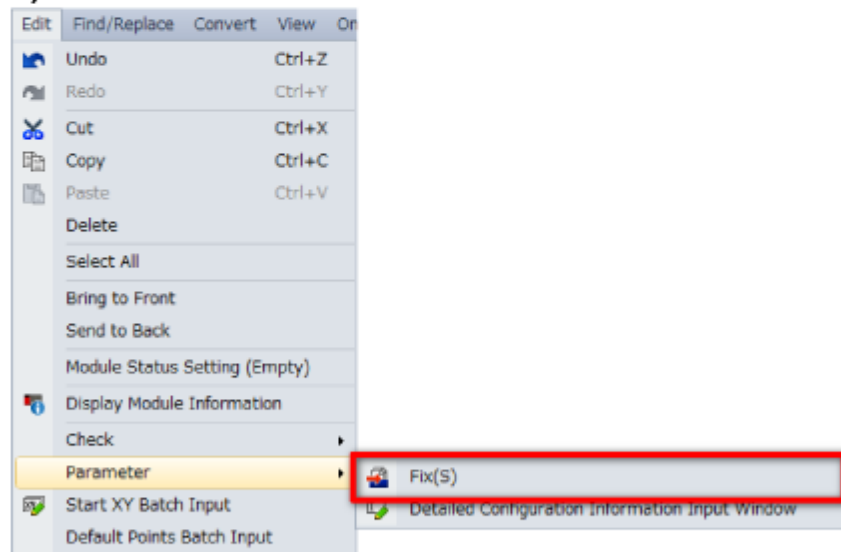 Edit Find/Replace Convert View On
Undo Ctrl+Z
Redo Ctrl+Y
Cut Ctrl+X
Copy Ctrl+C
Paste Ctrl+V
Delete
Select All
Bring to Front
Send to Back
Module Status Setting (Empty)
Display Module Information
Check
Parameter
Fix(S)
Start XY Batch Input
Detailed Configuration Information Input Window
Default Points Batch Input